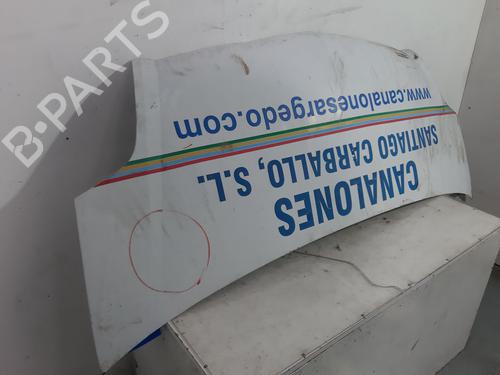 B-PARTS
CANALONES
SANTIAGO CARBALLO, S.L.
www.canalonesargedo.com